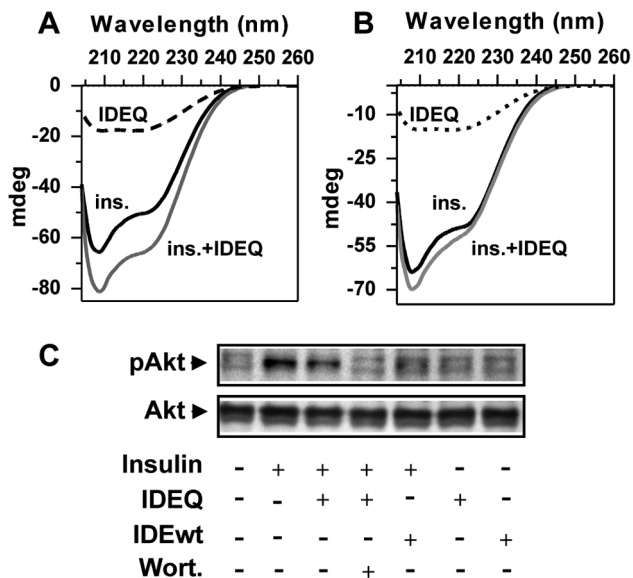 A
Wavelength (nm)
210 220 230 240 250 260
0
-20
-40
-60
-80
mdeg
IDEQ
ins.
ins.+IDEQ
B
Wavelength (nm)
210 220 230 240 250 260
-10
-25
-40
-55
-70
mdeg
IDEQ
ins.
ins.+IDEQ
C
pAkt
Akt
Insulin - + + + + - -
IDEQ - - + + - + -
IDEwt - - - - + - +
Wort. - - - + - - -